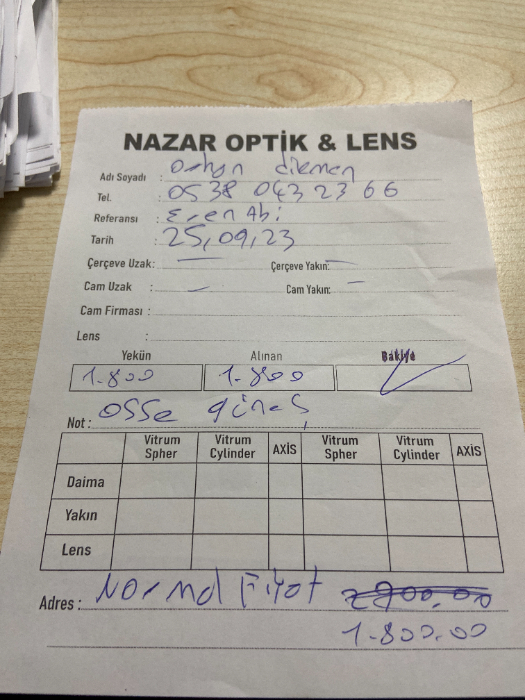 NAZAR OPTİK & LENS
Adı Soyadı : Orhan dikmen
Tel. : 0538 043 23 66
Referansı : Eren Abi
Tarih : 25,09,23
Çerçeve Uzak: — Çerçeve Yakın: —
Cam Uzak : — Cam Yakın: —
Cam Firması :
Lens :
Yekün Alınan Bakiye
1.800 1.800
Not : OSSe güneş
Vitrum Spher Vitrum Cylinder AXİS Vitrum Spher Vitrum Cylinder AXİS
Daima
Yakın
Lens
Adres : Normal Fiyat 2900.00
1.800.00